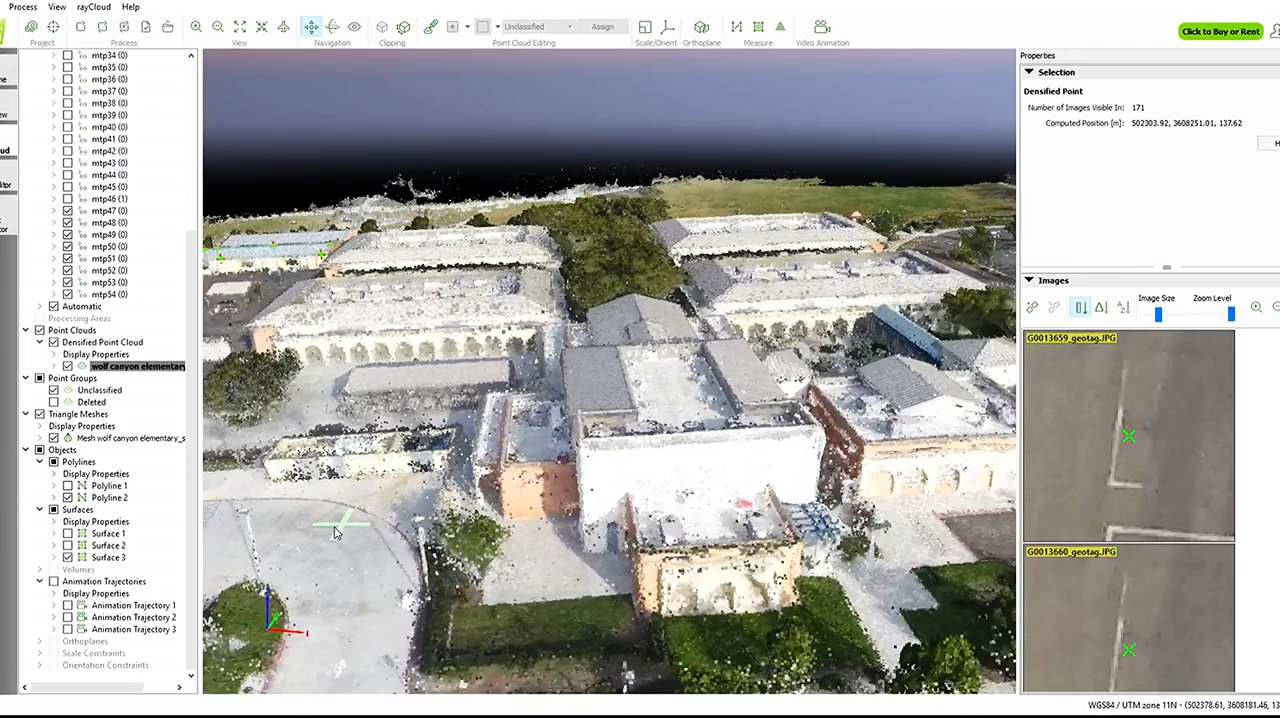 Process View rayCloud Help
Unclassified Assign
Click to Buy or Rent
Project Process View Navigation Clipping Point Cloud Editing Scale/Orient Orthoplane Measure Video Animation
mtp34 (0)
mtp35 (0)
mtp36 (0)
mtp37 (0)
mtp38 (0)
mtp39 (0)
mtp40 (0)
mtp41 (0)
mtp42 (0)
mtp43 (0)
mtp44 (0)
mtp45 (0)
mtp46 (1)
mtp47 (0)
mtp48 (0)
mtp49 (0)
mtp50 (0)
mtp51 (0)
mtp52 (0)
mtp53 (0)
mtp54 (0)
Automatic
Processing Areas
Point Clouds
Densified Point Cloud
Display Properties
wolf canyon elementary
Point Groups
Unclassified
Deleted
Triangle Meshes
Display Properties
Mesh wolf canyon elementary_s
Objects
Polylines
Display Properties
Polyline 1
Polyline 2
Surfaces
Display Properties
Surface 1
Surface 2
Surface 3
Volumes
Animation Trajectories
Display Properties
Animation Trajectory 1
Animation Trajectory 2
Animation Trajectory 3
Orthoplanes
Scale Constraints
Orientation Constraints
Properties
Selection
Densified Point
Number of Images Visible In: 171
Computed Position [m]: 502303.92, 3608251.01, 137.62
H
Images
Image Size Zoom Level
G0013659_geotag.JPG
G0013660_geotag.JPG
WGS84 / UTM zone 11N - (502378.61, 3608181.46, 13